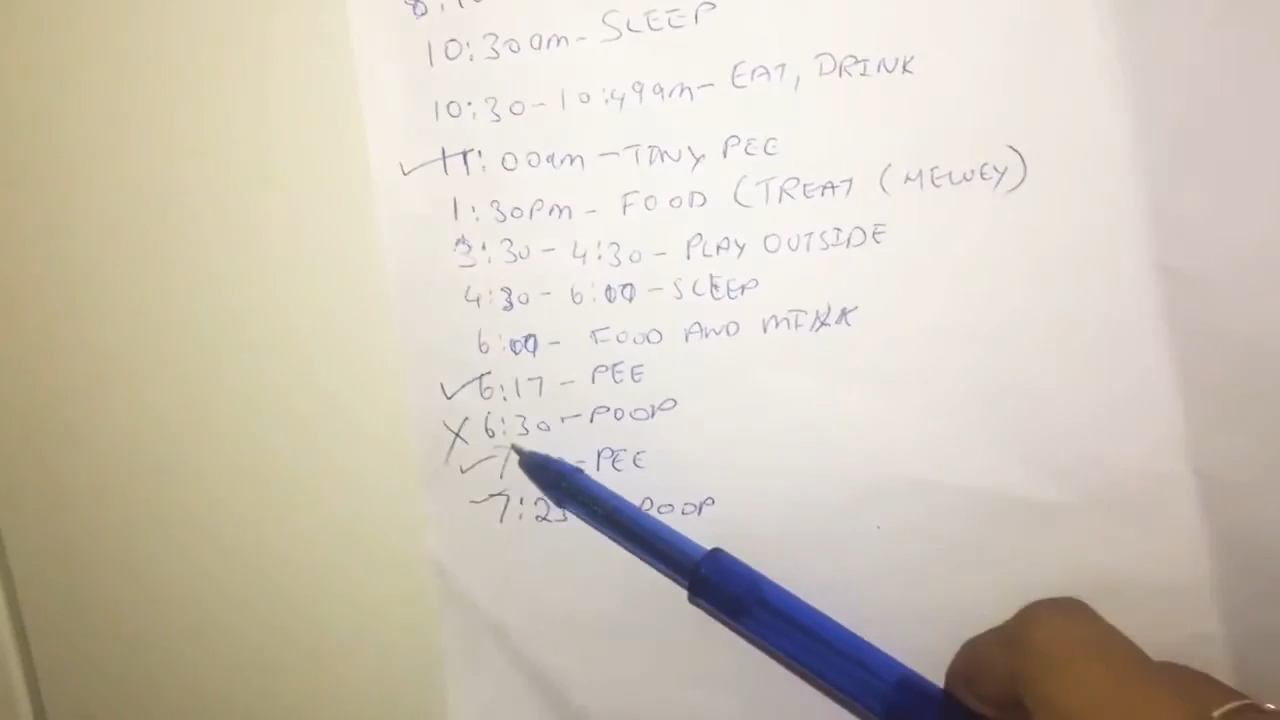 10:30am - SLEEP
10:30 - 10:49am - EAT, DRINK
11:00am - TINY PEE
1:30PM - FOOD (TREAT (MEWEY)
3:30 - 4:30 - PLAY OUTSIDE
4:30 - 6:00 - SLEEP
6:00 - FOOD AND MILK
6:17 - PEE
6:30 - POOP
- PEE
POOP